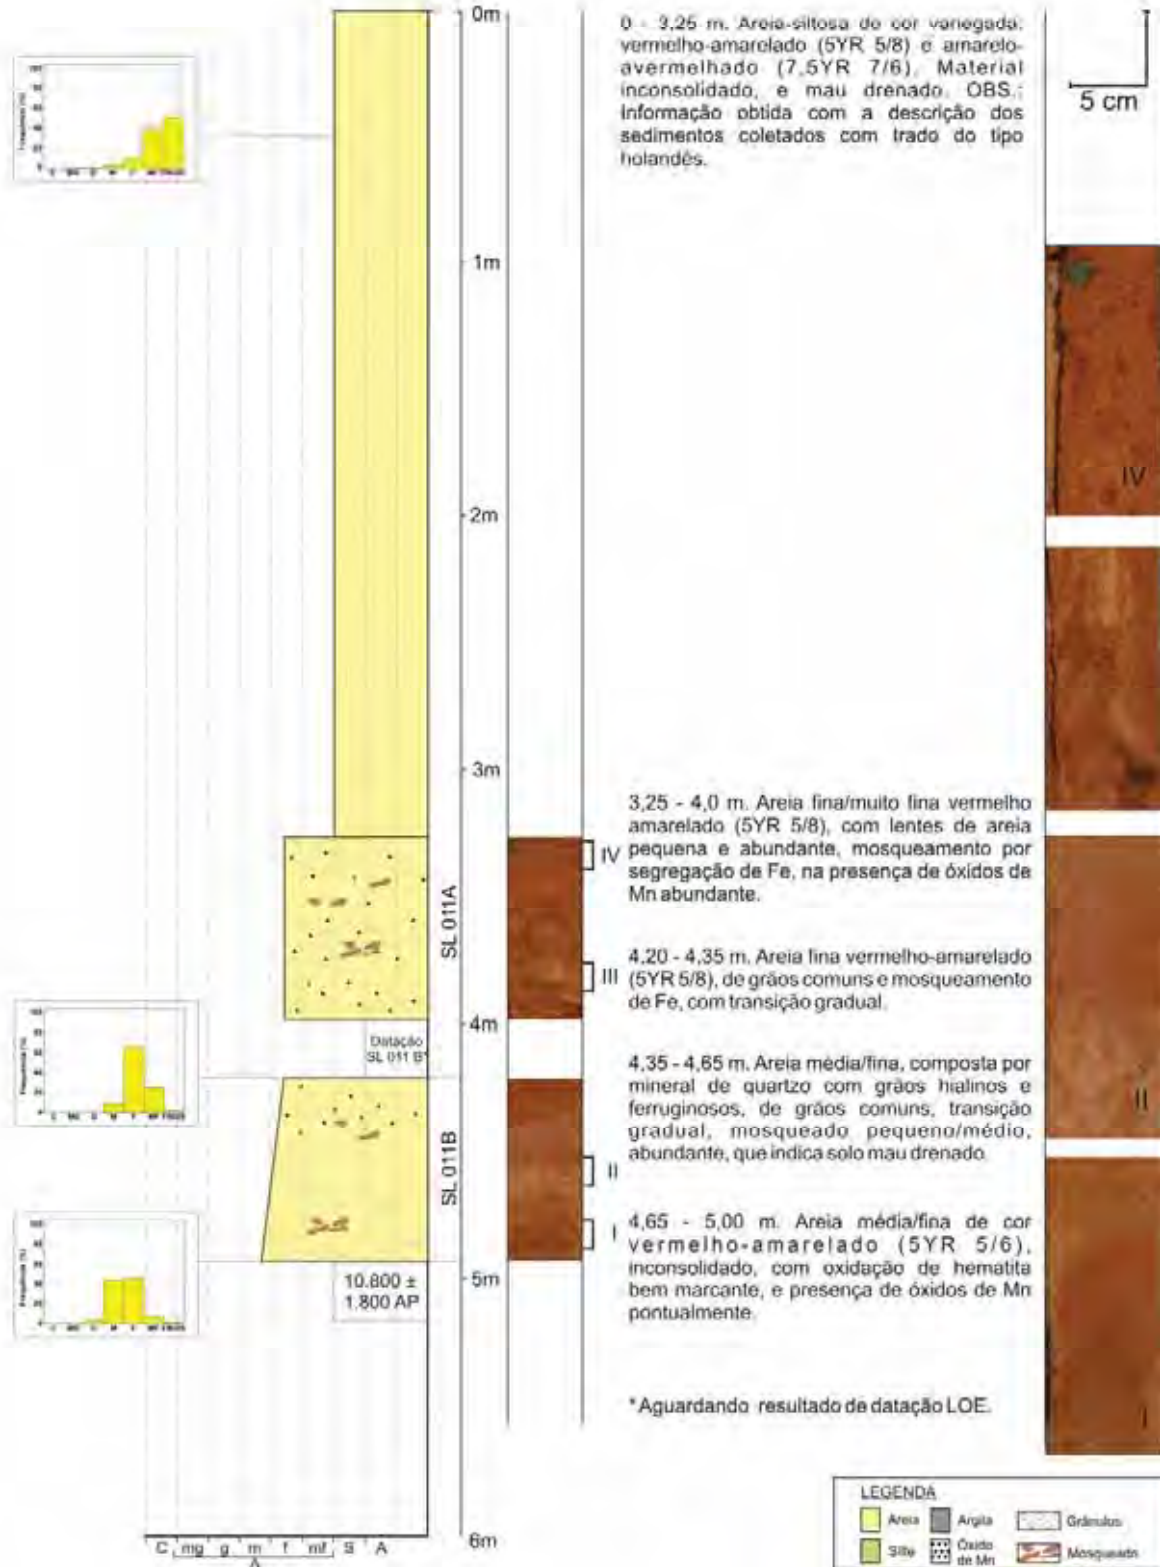 0m
0 - 3,25 m. Areia-siltosa de cor variegada:
vermelho-amarelado (5YR 5/8) e amarelo-
avermelhado (7,5YR 7/6). Material
inconsolidado, e mau drenado. OBS.:
Informação obtida com a descrição dos
sedimentos coletados com trado do tipo
holandês.
5 cm
1m
IV
2m
3m
3,25 - 4,0 m. Areia fina/muito fina vermelho
amarelado (5YR 5/8), com lentes de areia
pequena e abundante, mosqueamento por
segregação de Fe, na presença de óxidos de
Mn abundante.
IV
SL 011A
III
4,20 - 4,35 m. Areia fina vermelho-amarelado
(5YR 5/8), de grãos comuns e mosqueamento
de Fe, com transição gradual.
4m
Datação
SL 011 B*
4,35 - 4,65 m. Areia média/fina, composta por
mineral de quartzo com grãos hialinos e
ferruginosos, de grãos comuns, transição
gradual, mosqueado pequeno/médio,
abundante, que indica solo mau drenado.
II
SL 011B
II
I
4,65 - 5,00 m. Areia média/fina de cor
vermelho-amarelado (5YR 5/6),
inconsolidado, com oxidação de hematita
bem marcante, e presença de óxidos de Mn
pontualmente.
5m
10.800 ±
1.800 AP
*Aguardando resultado de datação LOE.
I
6m
C mg g m f mf S A
A
LEGENDA
Areia Argila Grânulos
Silte Óxido de Mn Mosqueado